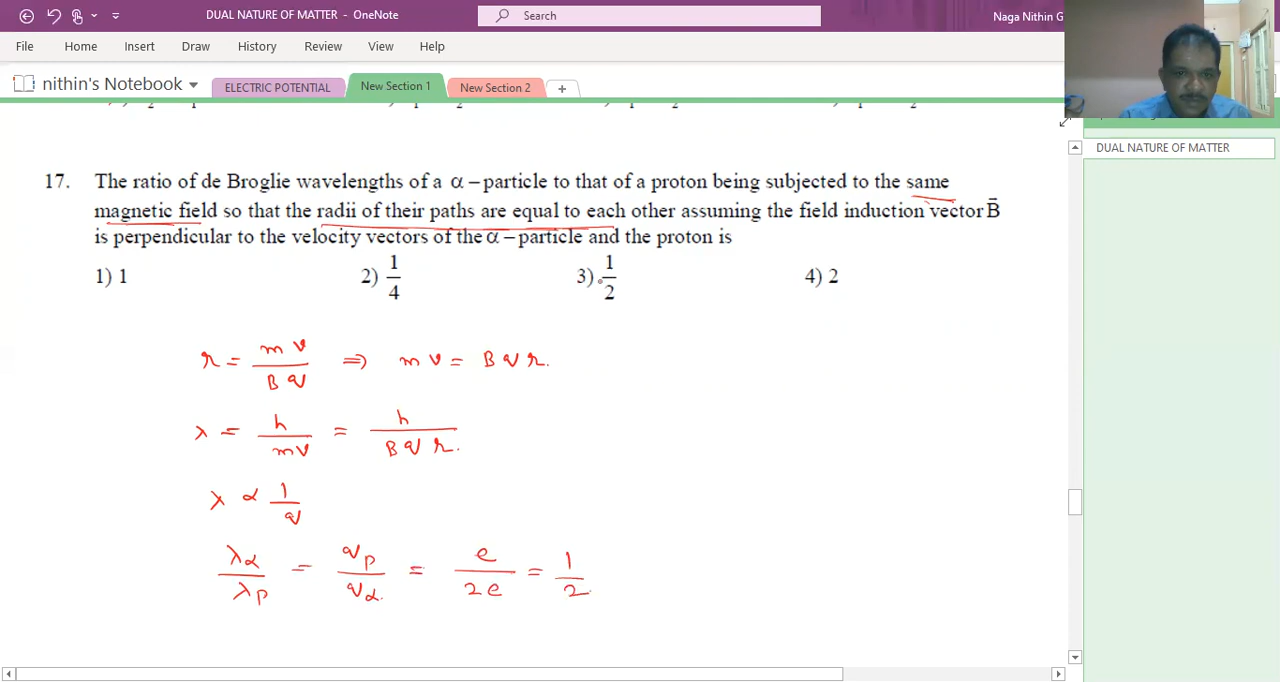 DUAL NATURE OF MATTER - OneNote
Search
Naga Nithin G
File Home Insert Draw History Review View Help
nithin's Notebook ELECTRIC POTENTIAL New Section 1 New Section 2
DUAL NATURE OF MATTER
17. The ratio of de Broglie wavelengths of a α – particle to that of a proton being subjected to the same
magnetic field so that the radii of their paths are equal to each other assuming the field induction vector B̄
is perpendicular to the velocity vectors of the α – particle and the proton is
1) 1 2) 1/4 3) 1/2 4) 2
r = mv/Bq ⇒ mv = Bqr.
λ = h/mv = h/Bqr.
λ ∝ 1/q
λα/λp = qp/qα = e/2e = 1/2